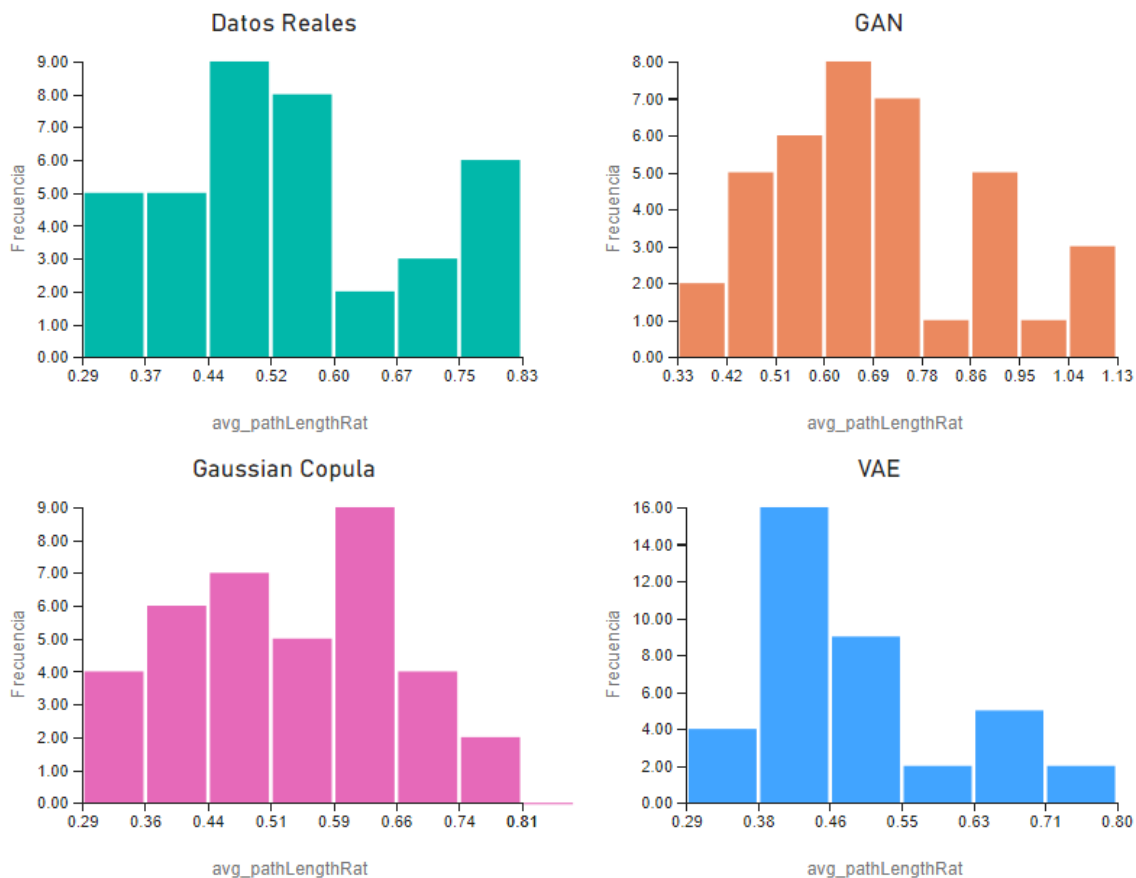 Datos Reales
9.00
8.00
7.00
6.00
5.00
4.00
3.00
2.00
1.00
0.00
Frecuencia
0.29 0.37 0.44 0.52 0.60 0.67 0.75 0.83
avg_pathLengthRat
GAN
8.00
7.00
6.00
5.00
4.00
3.00
2.00
1.00
0.00
Frecuencia
0.33 0.42 0.51 0.60 0.69 0.78 0.86 0.95 1.04 1.13
avg_pathLengthRat
Gaussian Copula
9.00
8.00
7.00
6.00
5.00
4.00
3.00
2.00
1.00
0.00
Frecuencia
0.29 0.36 0.44 0.51 0.59 0.66 0.74 0.81
avg_pathLengthRat
VAE
16.00
14.00
12.00
10.00
8.00
6.00
4.00
2.00
0.00
Frecuencia
0.29 0.38 0.46 0.55 0.63 0.71 0.80
avg_pathLengthRat